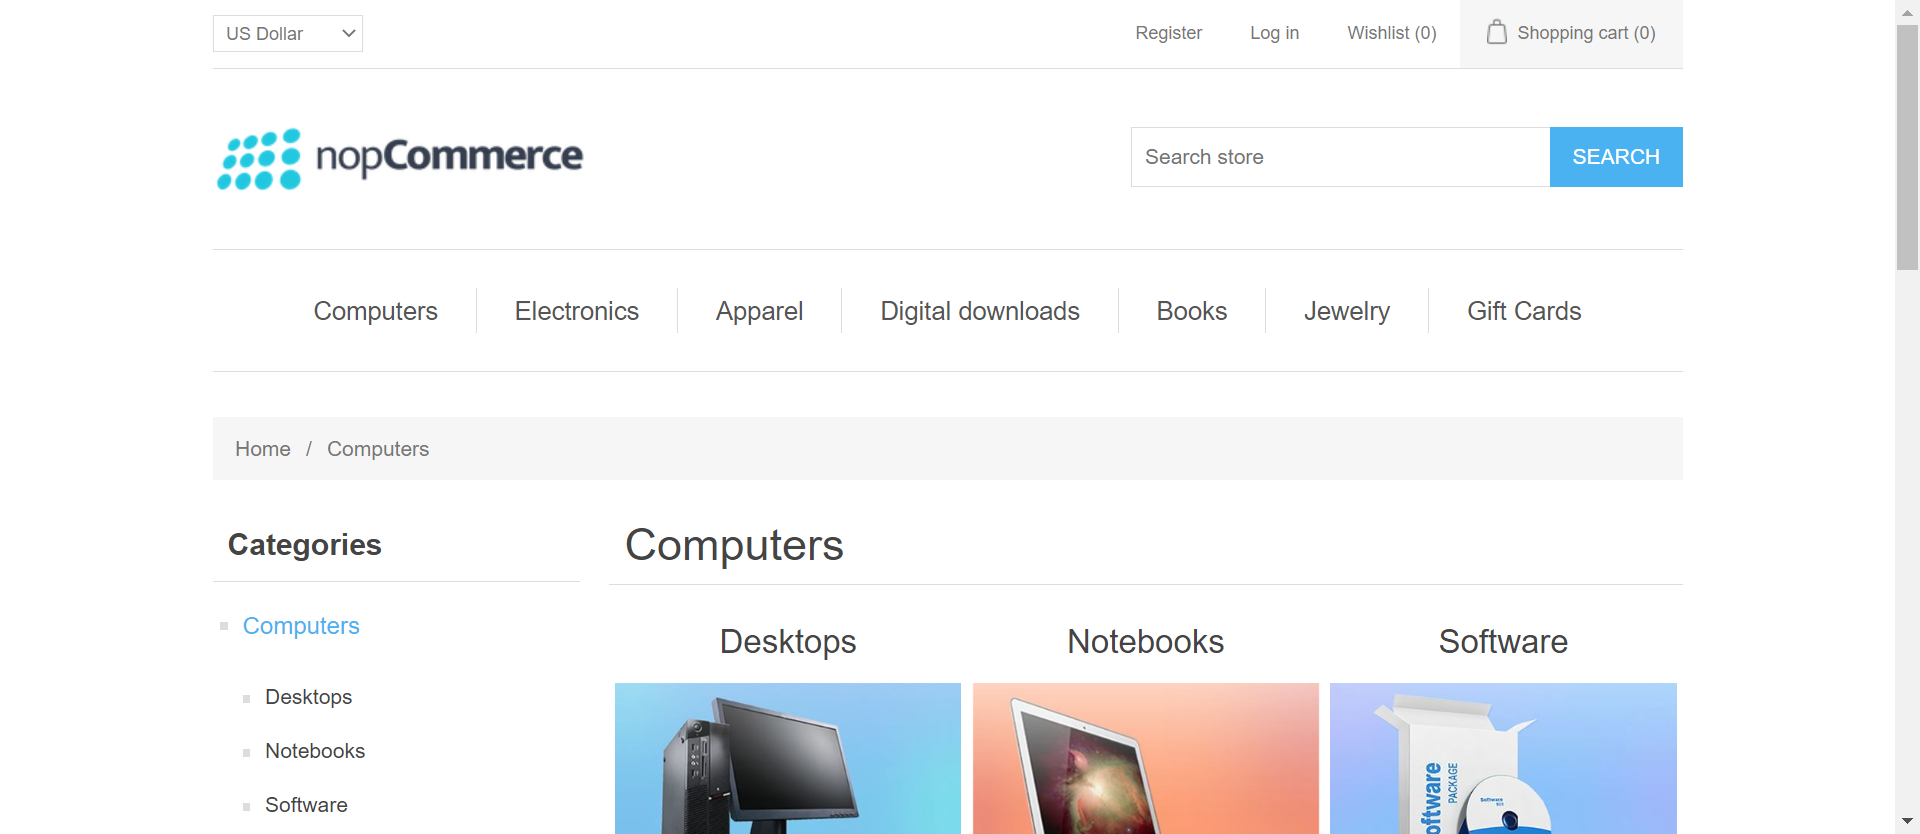 US Dollar
Register
Log in
Wishlist (0)
Shopping cart (0)
nopCommerce
Search store
SEARCH
Computers
Electronics
Apparel
Digital downloads
Books
Jewelry
Gift Cards
Home / Computers
Categories
Computers
Desktops
Notebooks
Software
Computers
Desktops
Notebooks
Software
PACKAGE
Software